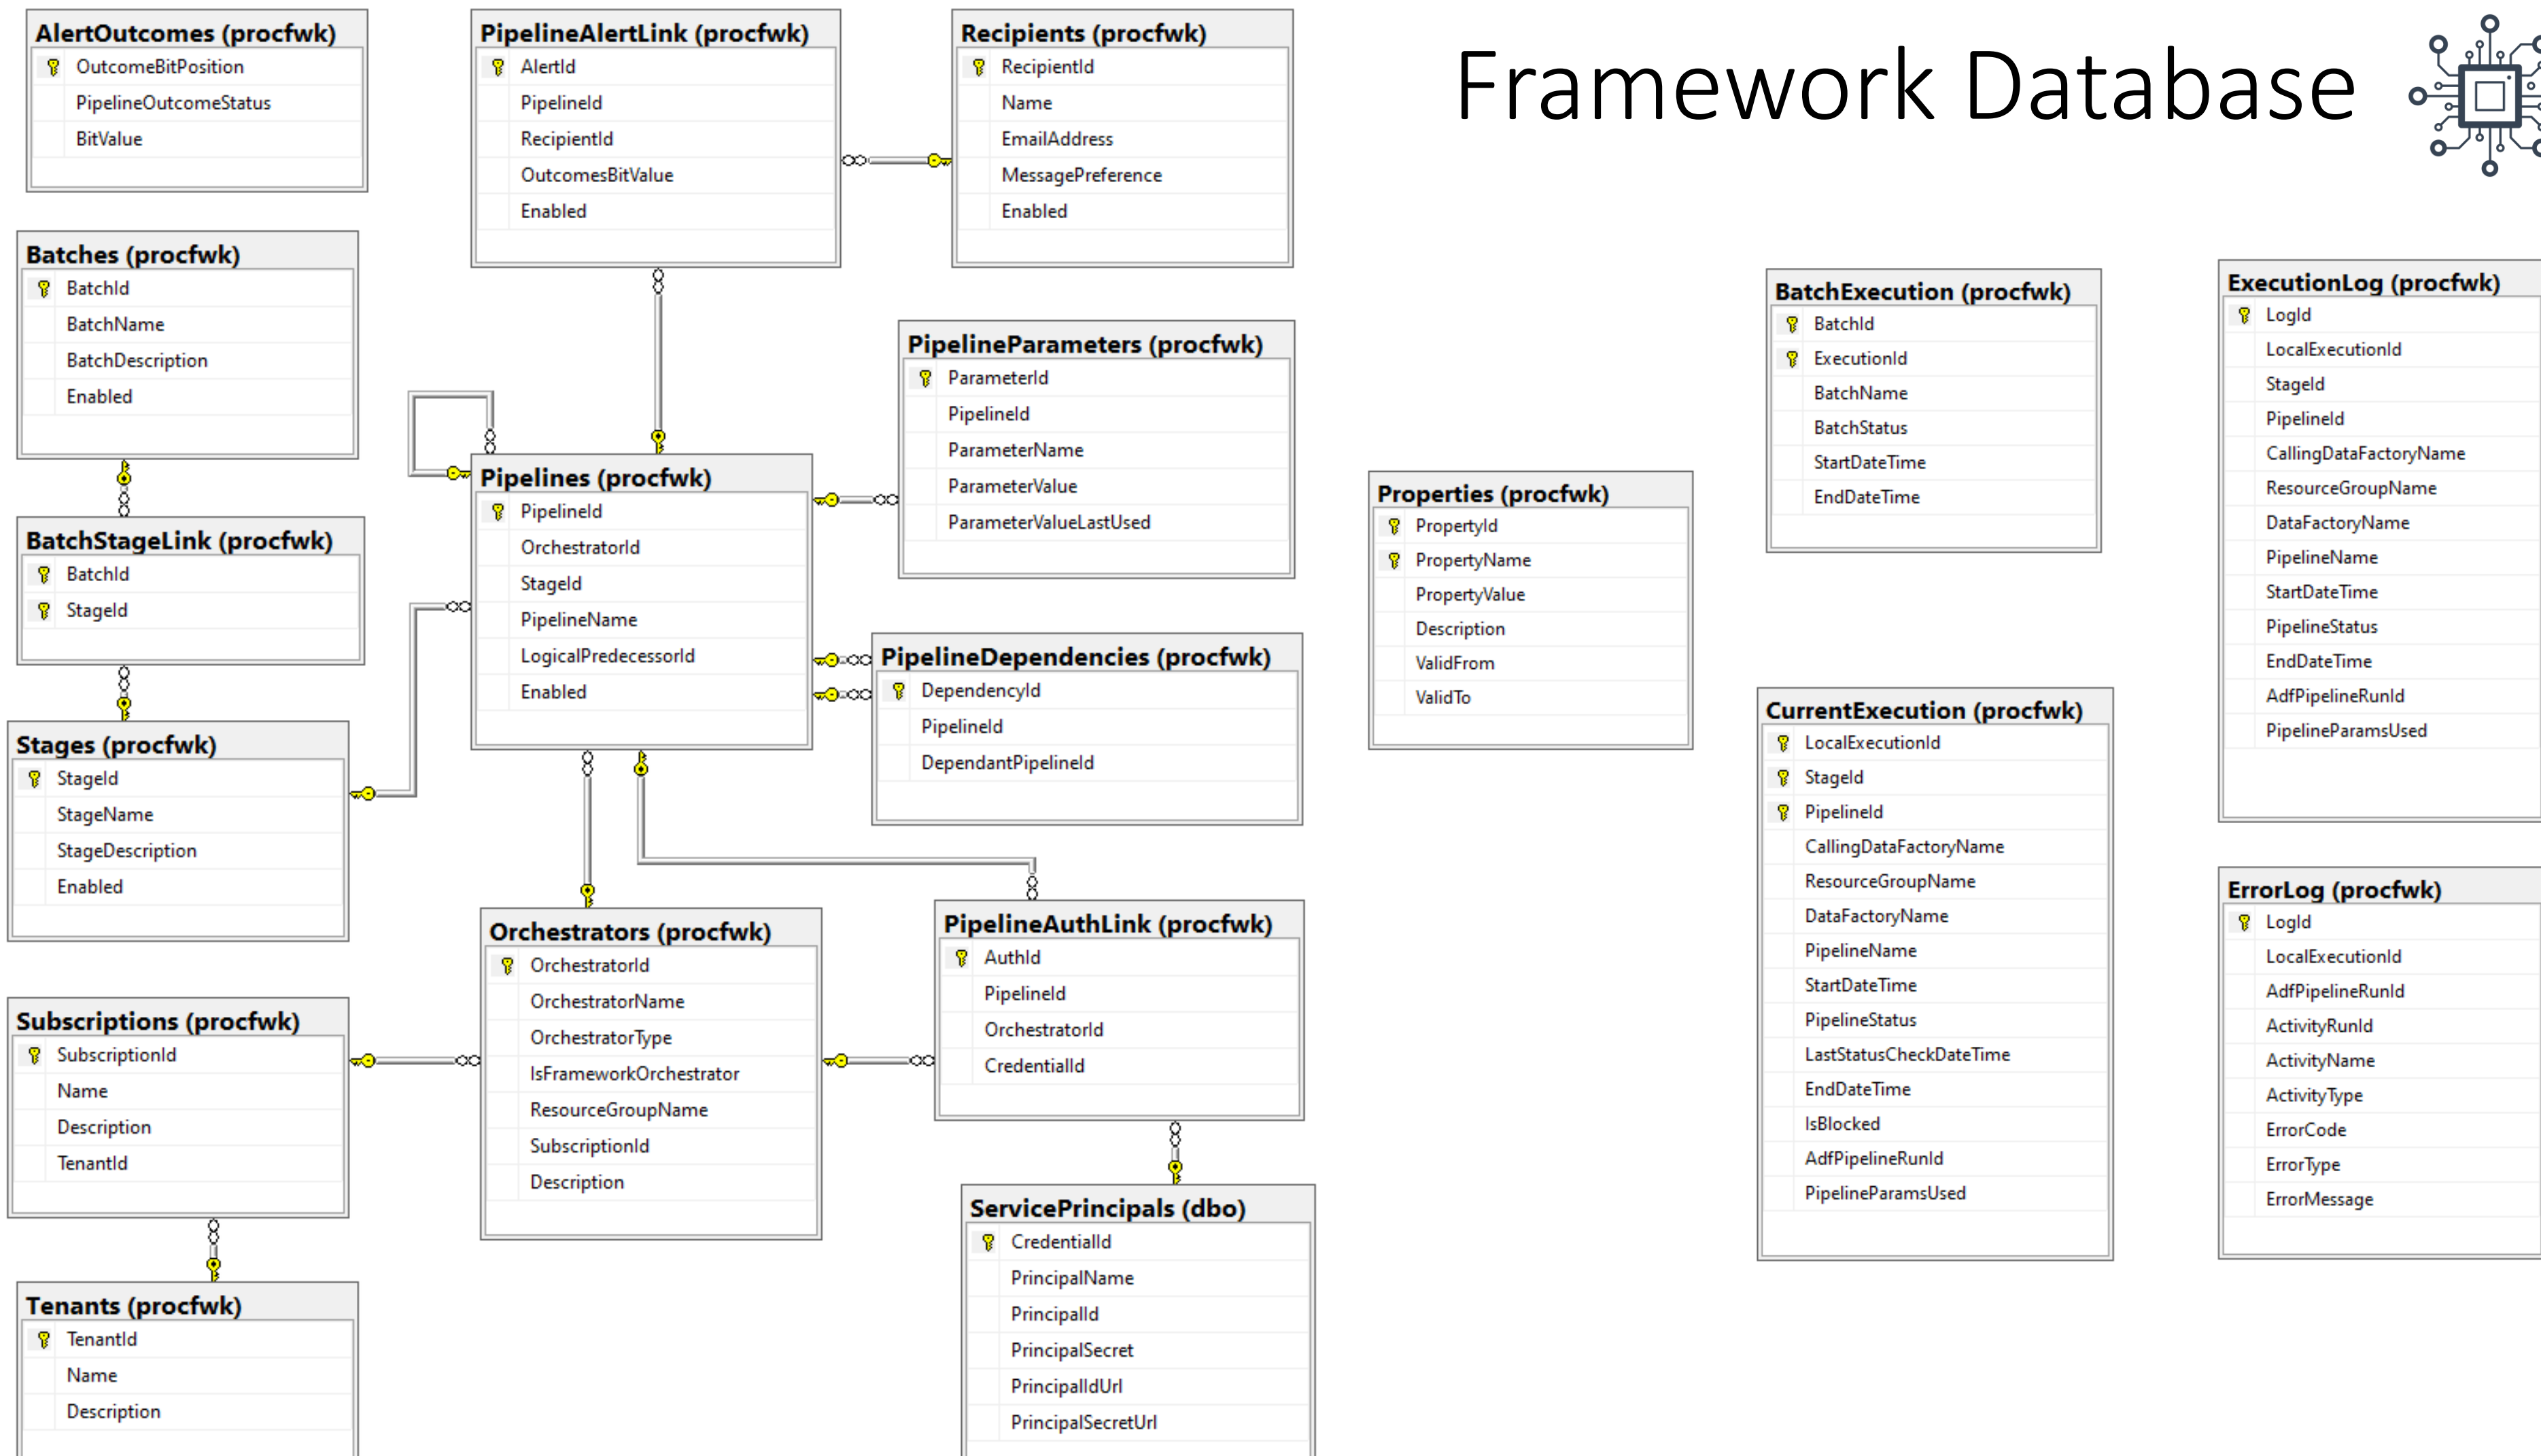 Framework Database
AlertOutcomes (procfwk)
OutcomeBitPosition
PipelineOutcomeStatus
BitValue
PipelineAlertLink (procfwk)
AlertId
PipelineId
RecipientId
OutcomesBitValue
Enabled
Recipients (procfwk)
RecipientId
Name
EmailAddress
MessagePreference
Enabled
Batches (procfwk)
BatchId
BatchName
BatchDescription
Enabled
PipelineParameters (procfwk)
ParameterId
PipelineId
ParameterName
ParameterValue
ParameterValueLastUsed
Pipelines (procfwk)
PipelineId
OrchestratorId
StageId
PipelineName
LogicalPredecessorId
Enabled
BatchStageLink (procfwk)
BatchId
StageId
PipelineDependencies (procfwk)
DependencyId
PipelineId
DependantPipelineId
Stages (procfwk)
StageId
StageName
StageDescription
Enabled
Orchestrators (procfwk)
OrchestratorId
OrchestratorName
OrchestratorType
IsFrameworkOrchestrator
ResourceGroupName
SubscriptionId
Description
PipelineAuthLink (procfwk)
AuthId
PipelineId
OrchestratorId
CredentialId
Subscriptions (procfwk)
SubscriptionId
Name
Description
TenantId
ServicePrincipals (dbo)
CredentialId
PrincipalName
PrincipalId
PrincipalSecret
PrincipalIdUrl
PrincipalSecretUrl
Tenants (procfwk)
TenantId
Name
Description
Properties (procfwk)
PropertyId
PropertyName
PropertyValue
Description
ValidFrom
ValidTo
BatchExecution (procfwk)
BatchId
ExecutionId
BatchName
BatchStatus
StartDateTime
EndDateTime
CurrentExecution (procfwk)
LocalExecutionId
StageId
PipelineId
CallingDataFactoryName
ResourceGroupName
DataFactoryName
PipelineName
StartDateTime
PipelineStatus
LastStatusCheckDateTime
EndDateTime
IsBlocked
AdfPipelineRunId
PipelineParamsUsed
ExecutionLog (procfwk)
LogId
LocalExecutionId
StageId
PipelineId
CallingDataFactoryName
ResourceGroupName
DataFactoryName
PipelineName
StartDateTime
PipelineStatus
EndDateTime
AdfPipelineRunId
PipelineParamsUsed
ErrorLog (procfwk)
LogId
LocalExecutionId
AdfPipelineRunId
ActivityRunId
ActivityName
ActivityType
ErrorCode
ErrorType
ErrorMessage